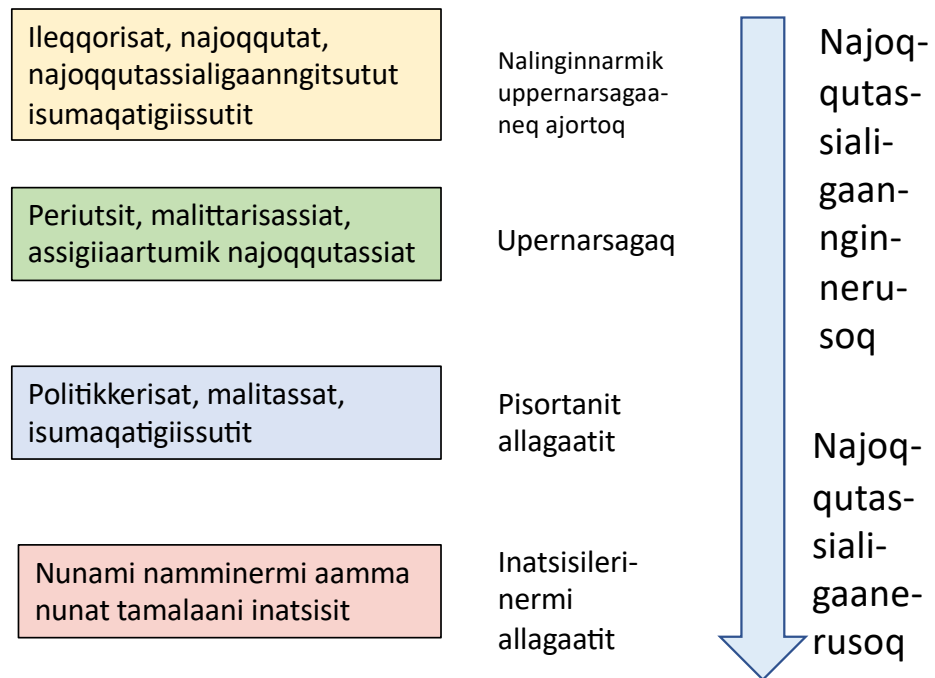 Ileqqorisat, najoqqutat,
najoqqutassialigaanngitsutut
isumaqatigiissutit
Nalinginnarmik
uppernarsagaa-
neq ajortoq
Periutsit, malittarisassiat,
assigiiaartumik najoqqutassiat
Upernarsagaq
Politikkerisat, malitassat,
isumaqatigiissutit
Pisortanit
allagaatit
Nunami namminermi aamma
nunat tamalaani inatsisit
Inatsisileri-
nermi
allagaatit
Najoq-
qutas-
siali-
gaan-
ngin-
neru-
soq
Najoq-
qutas-
siali-
gaane-
rusoq